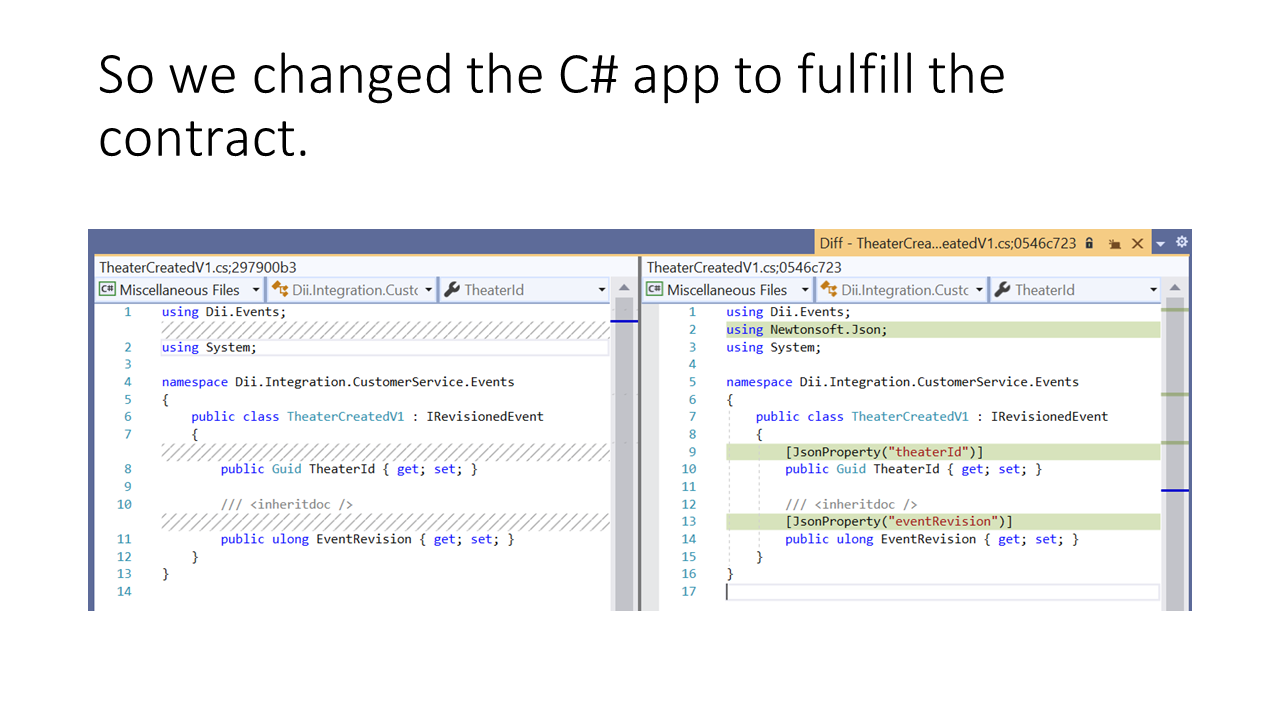 So we changed the C# app to fulfill the
contract.
Diff - TheaterCrea...eatedV1.cs;0546c723
TheaterCreatedV1.cs;297900b3
C# Miscellaneous Files
Dii.Integration.Custc
TheaterId
1 using Dii.Events;
2 using System;
3
4 namespace Dii.Integration.CustomerService.Events
5 {
6 public class TheaterCreatedV1 : IRevisionedEvent
7 {
8 public Guid TheaterId { get; set; }
9
10 /// <inheritdoc />
11 public ulong EventRevision { get; set; }
12 }
13 }
14
TheaterCreatedV1.cs;0546c723
C# Miscellaneous Files
Dii.Integration.Custc
TheaterId
1 using Dii.Events;
2 using Newtonsoft.Json;
3 using System;
4
5 namespace Dii.Integration.CustomerService.Events
6 {
7 public class TheaterCreatedV1 : IRevisionedEvent
8 {
9 [JsonProperty("theaterId")]
10 public Guid TheaterId { get; set; }
11
12 /// <inheritdoc />
13 [JsonProperty("eventRevision")]
14 public ulong EventRevision { get; set; }
15 }
16 }
17